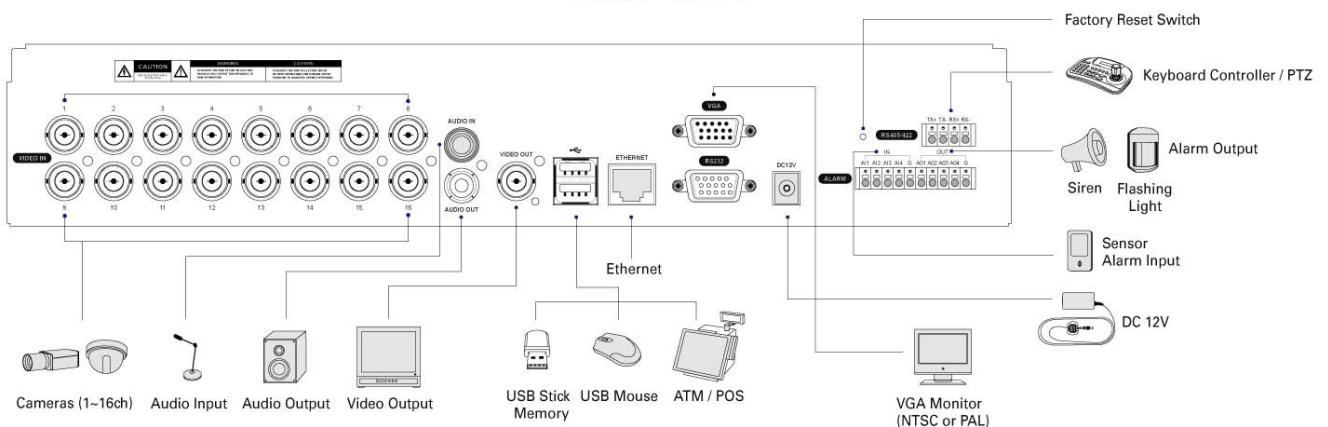 Factory Reset Switch
Keyboard Controller / PTZ
CAUTION
WARNING
CAUTION
1 2 3 4 5 6 7 8
AUDIO IN
VGA
TX+ TX- RX+ RX-
RS485/422
VIDEO IN
VIDEO OUT
ETHERNET
RS232
DC12V
IN
OUT
AI1 AI2 AI3 AI4 G AO1 AO2 AO3 AO4 G
ALARM
Alarm Output
Siren
Flashing
Light
9 10 11 12 13 14 15 16
AUDIO OUT
Sensor
Alarm Input
Ethernet
DC 12V
Cameras (1~16ch)
Audio Input
Audio Output
Video Output
USB Stick
Memory
USB Mouse
ATM / POS
VGA Monitor
(NTSC or PAL)